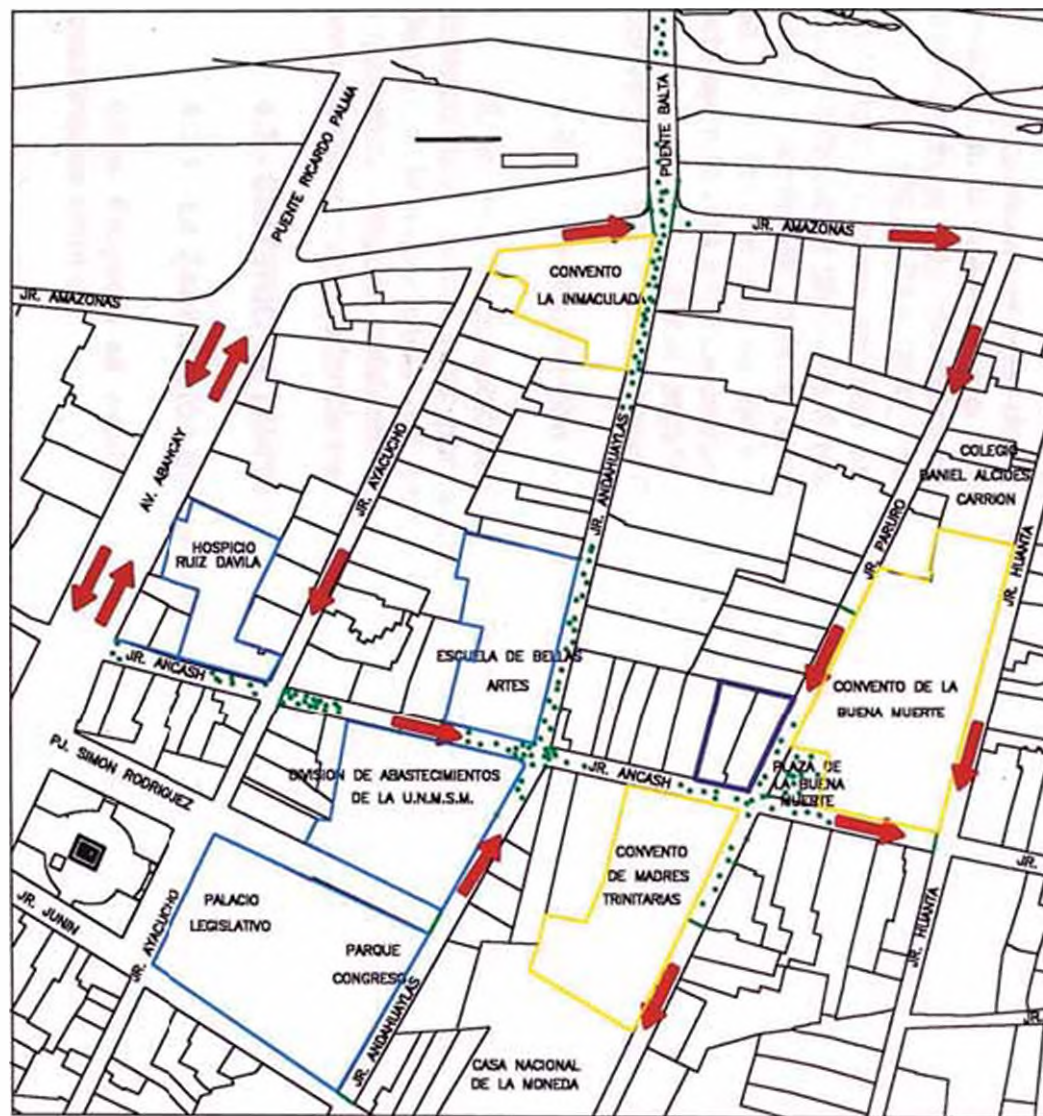 PUENTE BALTA
PUENTE RICARDO PALMA
JR. AMAZONAS
CONVENTO
LA INMACULADA
JR. AMAZONAS
AV. ABANCAY
JR. AYACUCHO
JR. ANDAHUAYLAS
COLEGIO
DANIEL ALCIDES
CARRION
JR. PARURO
JR. HUANTA
HOSPICIO
RUIZ DAVILA
JR. ANCASH
ESCUELA DE BELLAS
ARTES
CONVENTO DE LA
BUENA MUERTE
PJ. SIMON RODRIGUEZ
DIVISION DE ABASTECIMIENTOS
DE LA U.N.M.S.M.
JR. ANCASH
PLAZA DE
LA BUENA
MUERTE
CONVENTO
DE MADRES
TRINITARIAS
JR.
PALACIO
LEGISLATIVO
JR. JUNIN
JR. AYACUCHO
PARQUE
CONGRESO
JR. HUANTA
JR. ANDAHUAYLAS
JR.
CASA NACIONAL
DE LA MONEDA